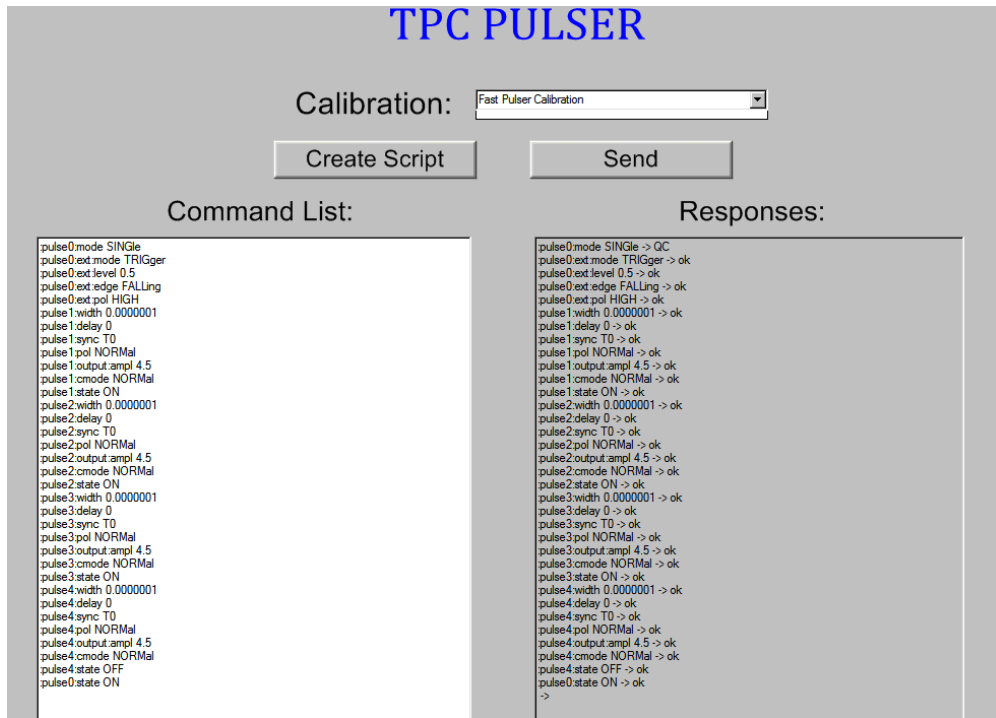 TPC PULSER
Calibration:
Fast Pulser Calibration
Create Script
Send
Command List:
:pulse0:mode SINGle
:pulse0:ext:mode TRIGger
:pulse0:ext:level 0.5
:pulse0:ext:edge FALLing
:pulse0:ext:pol HIGH
:pulse1:width 0.0000001
:pulse1:delay 0
:pulse1:sync T0
:pulse1:pol NORMal
:pulse1:output:ampl 4.5
:pulse1:cmode NORMal
:pulse1:state ON
:pulse2:width 0.0000001
:pulse2:delay 0
:pulse2:sync T0
:pulse2:pol NORMal
:pulse2:output:ampl 4.5
:pulse2:cmode NORMal
:pulse2:state ON
:pulse3:width 0.0000001
:pulse3:delay 0
:pulse3:sync T0
:pulse3:pol NORMal
:pulse3:output:ampl 4.5
:pulse3:cmode NORMal
:pulse3:state ON
:pulse4:width 0.0000001
:pulse4:delay 0
:pulse4:sync T0
:pulse4:pol NORMal
:pulse4:output:ampl 4.5
:pulse4:cmode NORMal
:pulse4:state OFF
:pulse0:state ON
Responses:
:pulse0:mode SINGle -> QC
:pulse0:ext:mode TRIGger -> ok
:pulse0:ext:level 0.5 -> ok
:pulse0:ext:edge FALLing -> ok
:pulse0:ext:pol HIGH -> ok
:pulse1:width 0.0000001 -> ok
:pulse1:delay 0 -> ok
:pulse1:sync T0 -> ok
:pulse1:pol NORMal -> ok
:pulse1:output:ampl 4.5 -> ok
:pulse1:cmode NORMal -> ok
:pulse1:state ON -> ok
:pulse2:width 0.0000001 -> ok
:pulse2:delay 0 -> ok
:pulse2:sync T0 -> ok
:pulse2:pol NORMal -> ok
:pulse2:output:ampl 4.5 -> ok
:pulse2:cmode NORMal -> ok
:pulse2:state ON -> ok
:pulse3:width 0.0000001 -> ok
:pulse3:delay 0 -> ok
:pulse3:sync T0 -> ok
:pulse3:pol NORMal -> ok
:pulse3:output:ampl 4.5 -> ok
:pulse3:cmode NORMal -> ok
:pulse3:state ON -> ok
:pulse4:width 0.0000001 -> ok
:pulse4:delay 0 -> ok
:pulse4:sync T0 -> ok
:pulse4:pol NORMal -> ok
:pulse4:output:ampl 4.5 -> ok
:pulse4:cmode NORMal -> ok
:pulse4:state OFF -> ok
:pulse0:state ON -> ok
->